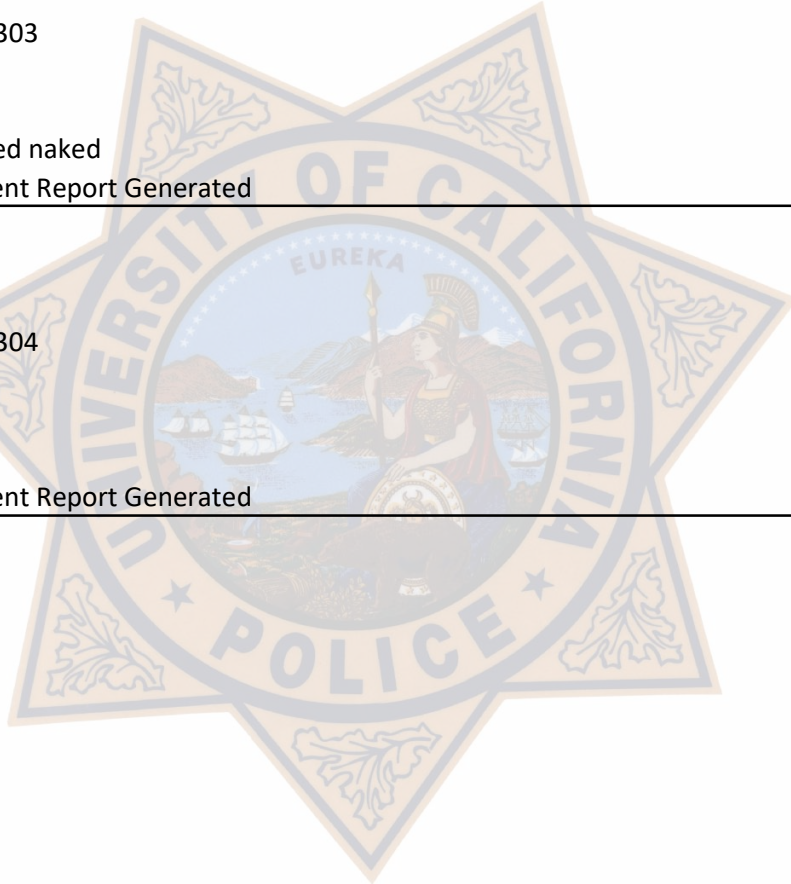 303
ed naked
ent Report Generated
EUREKA
UNIVERSITY OF CALIFORNIA
304
ent Report Generated
POLICE